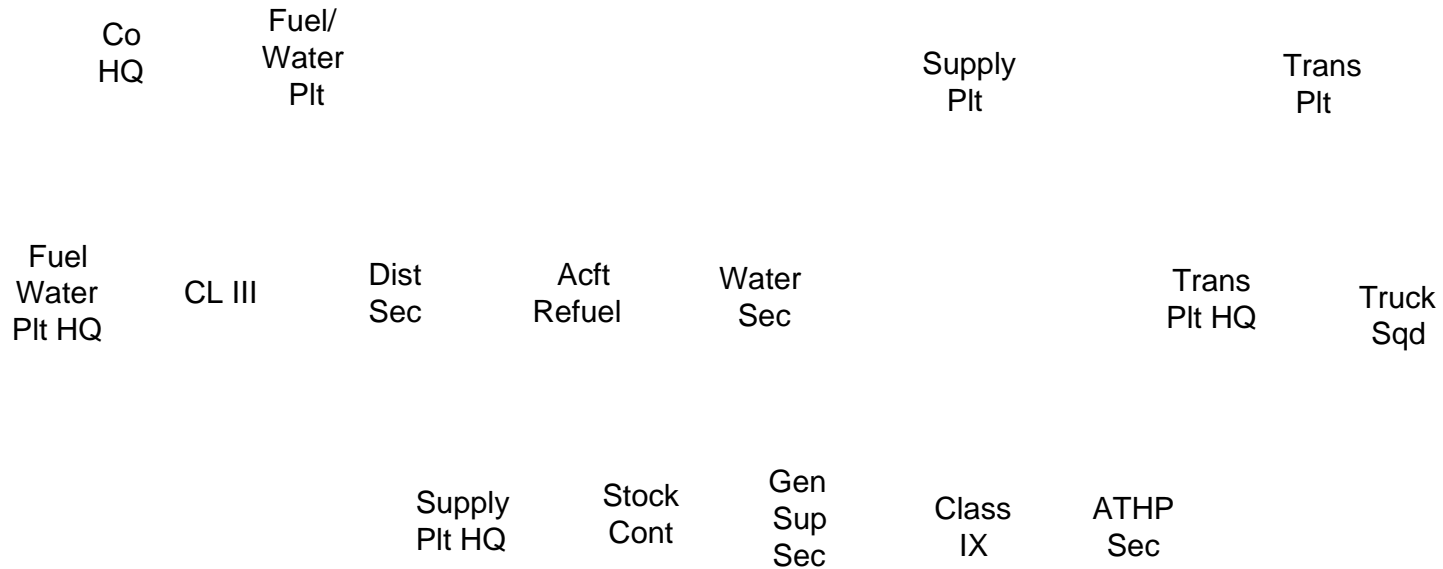 Co
HQ
Fuel/
Water
Plt
Supply
Plt
Trans
Plt
Fuel
Water
Plt HQ
CL III
Dist
Sec
Acft
Refuel
Water
Sec
Trans
Plt HQ
Truck
Sqd
Supply
Plt HQ
Stock
Cont
Gen
Sup
Sec
Class
IX
ATHP
Sec